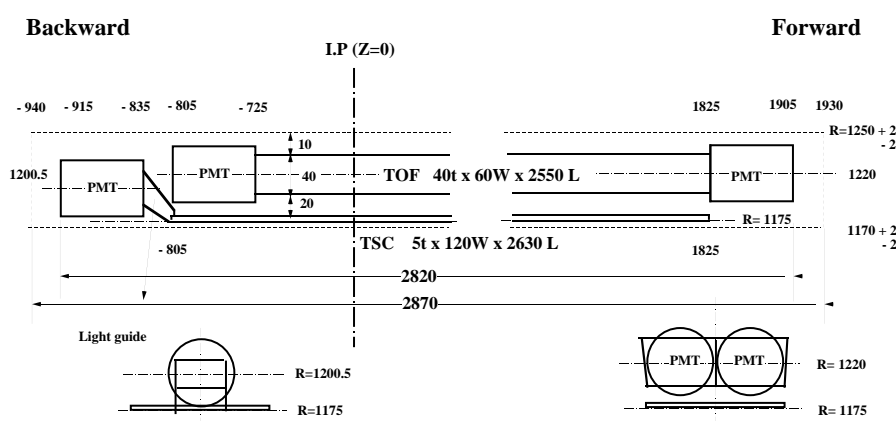 Backward
Forward
I.P (Z=0)
- 940 - 915 - 835 - 805 - 725
1825 1905 1930
R=1250 + 2
- 2
10
1200.5
PMT
PMT
40
TOF 40t x 60W x 2550 L
PMT
1220
20
R= 1175
1170 + 2
- 2
- 805
TSC 5t x 120W x 2630 L
1825
2820
2870
Light guide
R=1200.5
R=1175
PMT
PMT
R= 1220
R= 1175